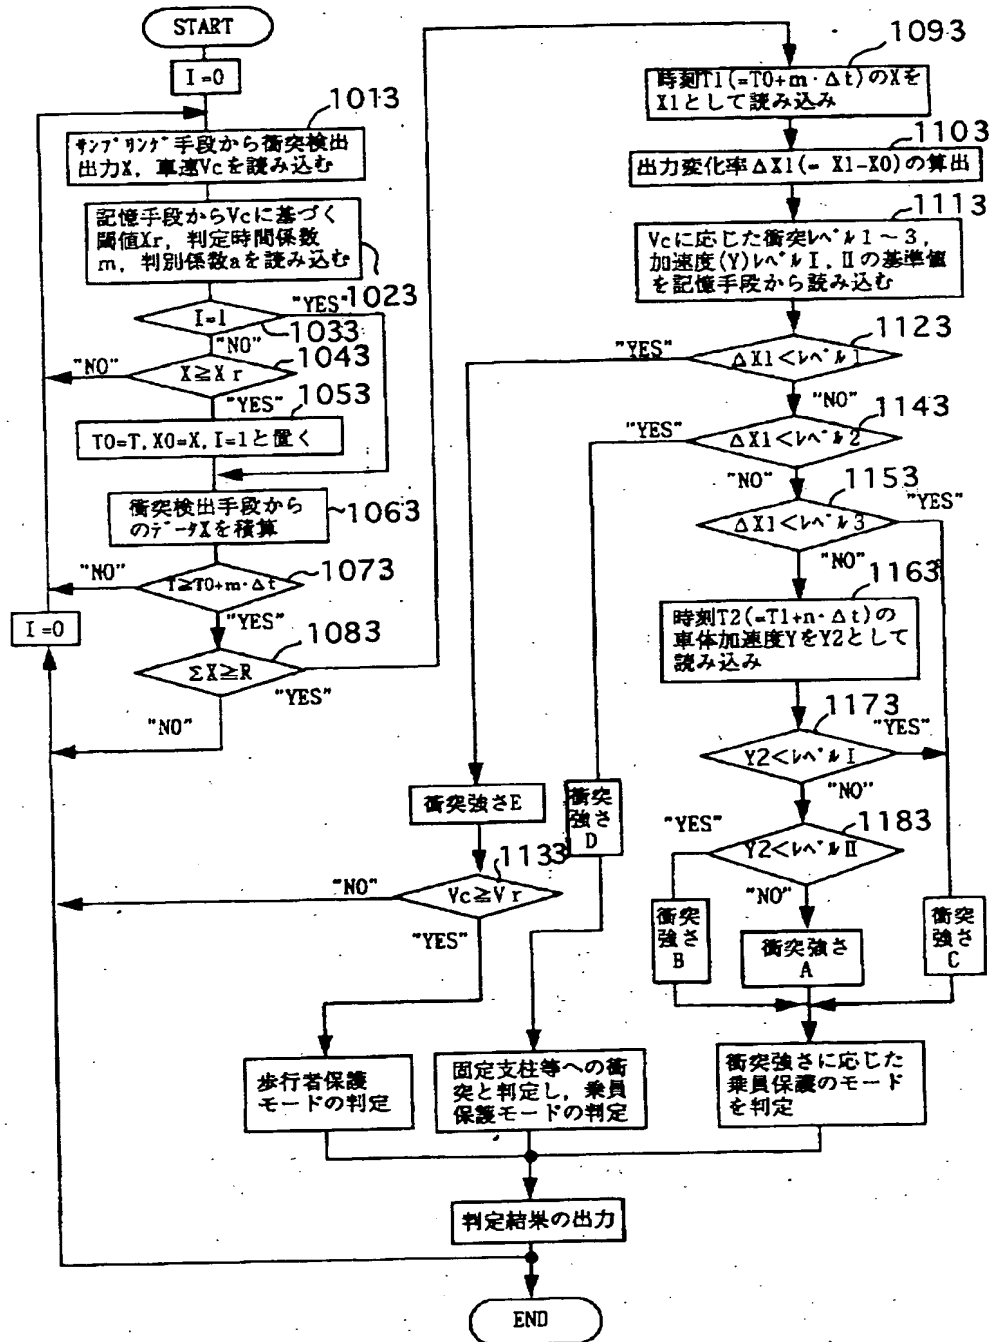 START
I=0
1013
サンプリング手段から衝突検出
出力X, 車速Vcを読み込む
記憶手段からVcに基づく
閾値Xr, 判定時間係数
m, 判別係数aを読み込む
1023
I=1
"YES"
1033
"NO"
X≧Xr
1043
"NO"
"YES"
1053
T0=T, X0=X, I=1と置く
衝突検出手段から
のデータXを積算
1063
T≧T0+m·Δt
1073
"NO"
"YES"
I=0
ΣX≧R
1083
"YES"
"NO"
1093
時刻T1(=T0+m·Δt)のXを
X1として読み込み
1103
出力変化率ΔX1(= X1-X0)の算出
1113
Vcに応じた衝突レベル1～3,
加速度(Y)レベルI, IIの基準値
を記憶手段から読み込む
1123
"YES"
ΔX1<レベル1
"NO"
1143
"YES"
ΔX1<レベル2
"NO"
1153
"YES"
ΔX1<レベル3
"NO"
1163
時刻T2(=T1+n·Δt)の
車体加速度YをY2として
読み込み
1173
"YES"
Y2<レベルI
"NO"
1183
"YES"
Y2<レベルII
"NO"
衝突強さE
衝突
強さ
D
1133
"NO"
Vc≧Vr
"YES"
衝突
強さ
B
衝突強さ
A
衝突
強さ
C
歩行者保護
モードの判定
固定支柱等への衝
突と判定し, 乗員
保護モードの判定
衝突強さに応じた
乗員保護のモード
を判定
判定結果の出力
END